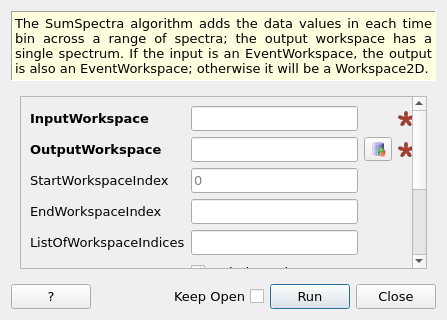 The SumSpectra algorithm adds the data values in each time
bin across a range of spectra; the output workspace has a
single spectrum. If the input is an EventWorkspace, the output
is also an EventWorkspace; otherwise it will be a Workspace2D.
InputWorkspace
OutputWorkspace
StartWorkspaceIndex 0
EndWorkspaceIndex
ListOfWorkspaceIndices
? Keep Open Run Close